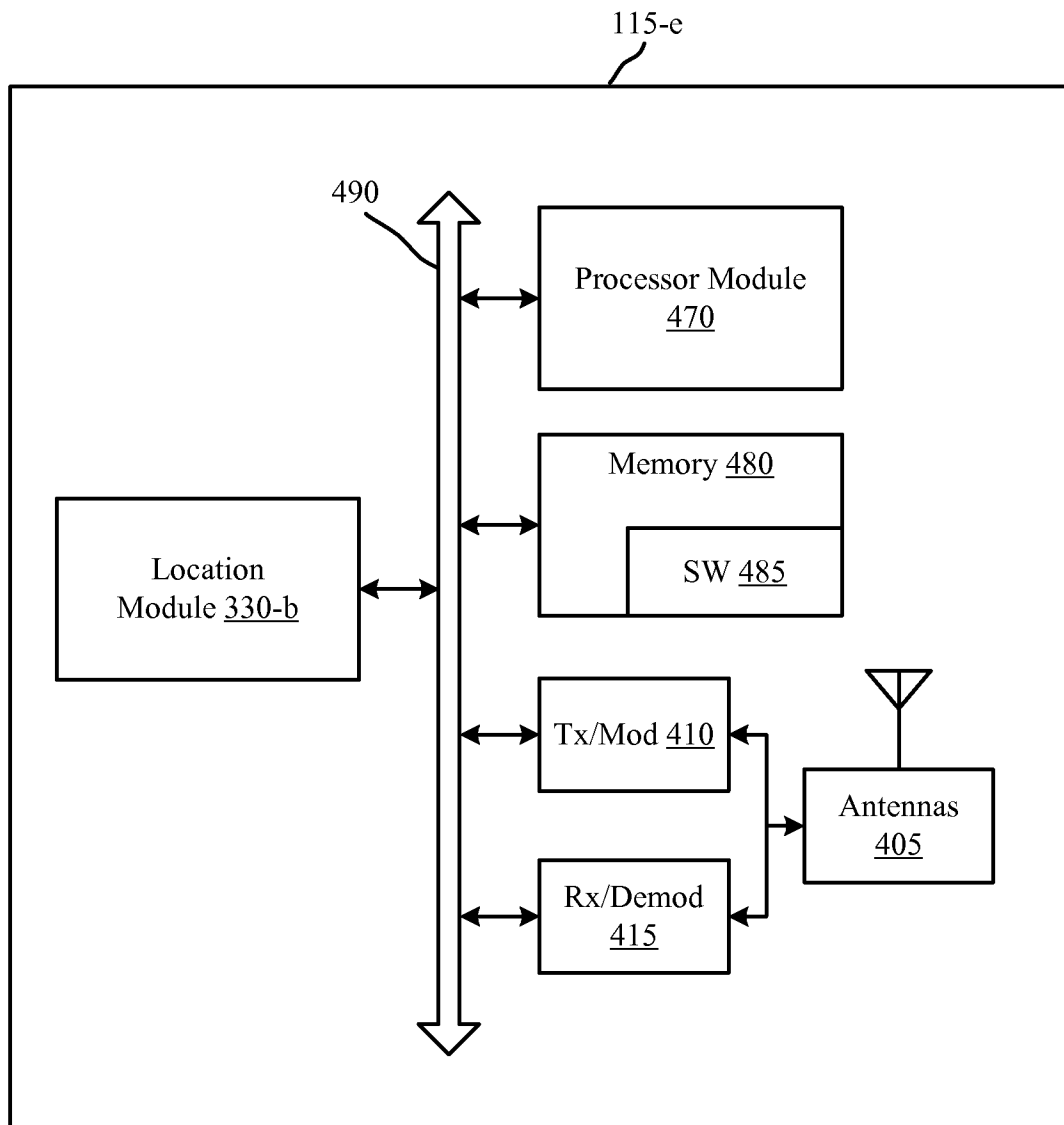 115-e
490
Processor Module
470
Memory 480
SW 485
Location
Module 330-b
Tx/Mod 410
Antennas
405
Rx/Demod
415